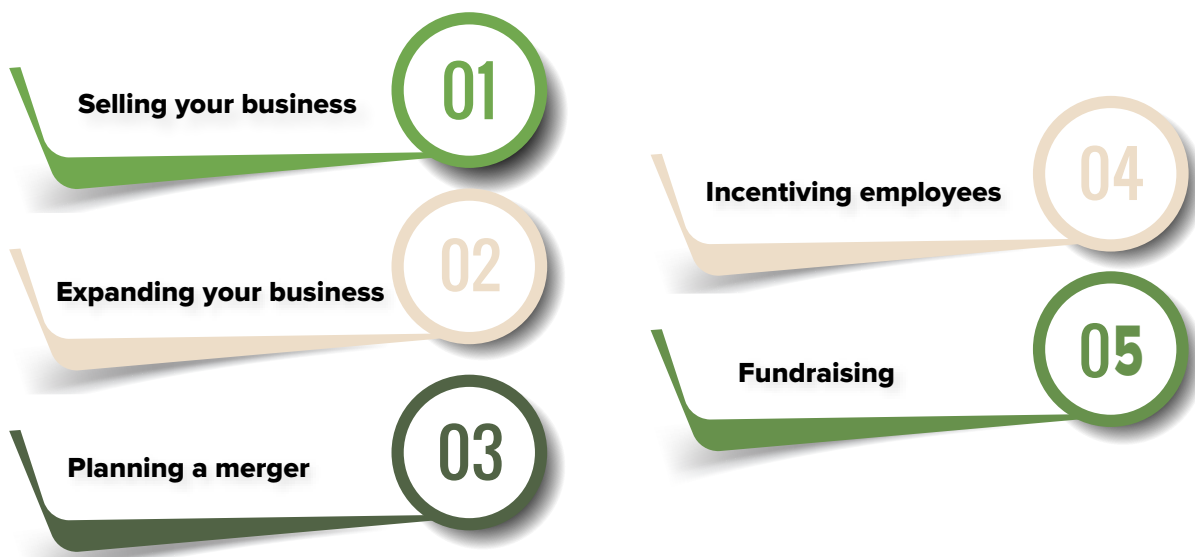 Selling your business
01
Expanding your business
02
Planning a merger
03
Incentiving employees
04
Fundraising
05